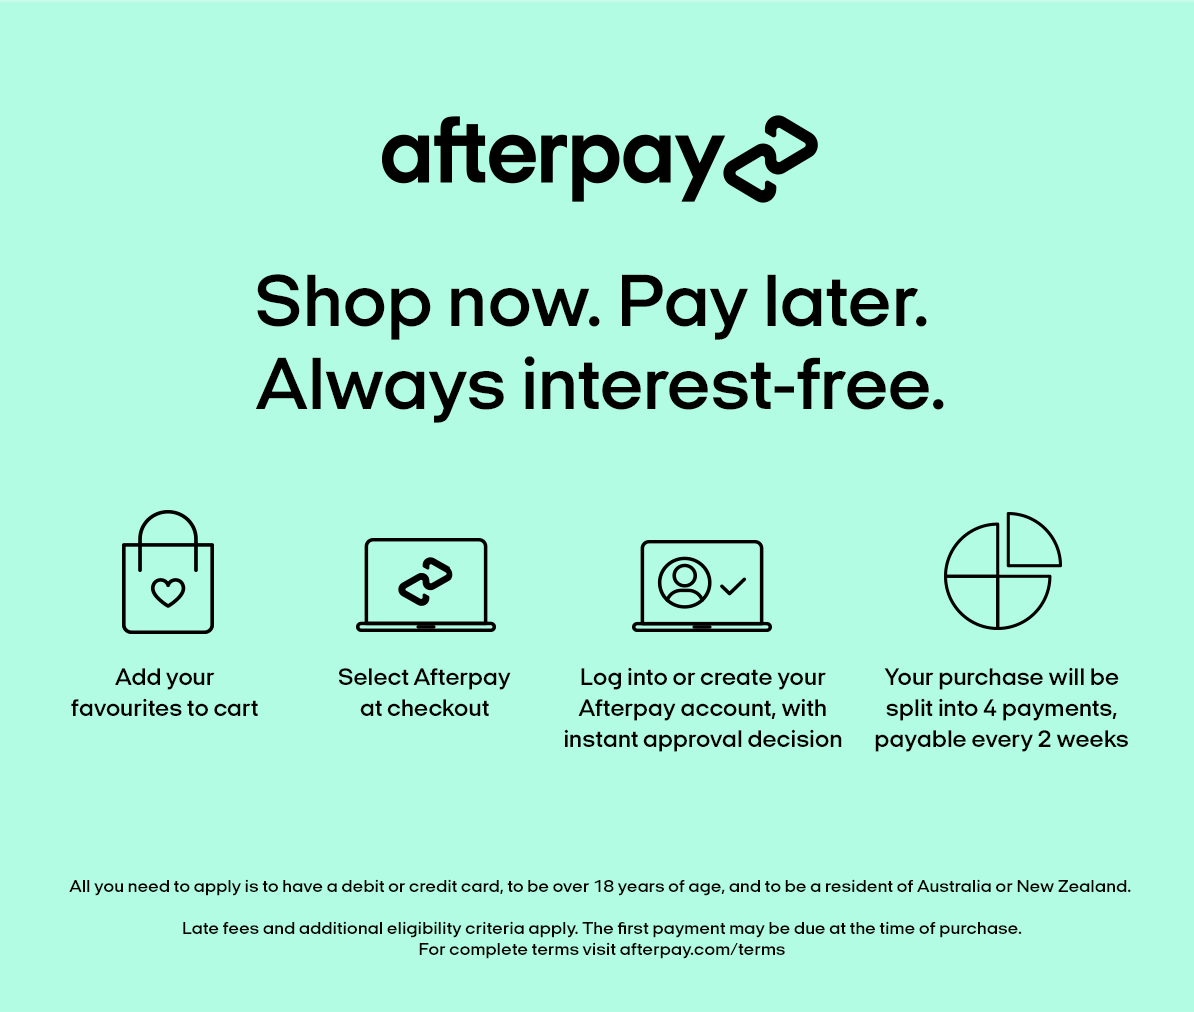 afterpay
Shop now. Pay later.
Always interest-free.
Add your
favourites to cart
Select Afterpay
at checkout
Log into or create your
Afterpay account, with
instant approval decision
Your purchase will be
split into 4 payments,
payable every 2 weeks
All you need to apply is to have a debit or credit card, to be over 18 years of age, and to be a resident of Australia or New Zealand.
Late fees and additional eligibility criteria apply. The first payment may be due at the time of purchase.
For complete terms visit afterpay.com/terms